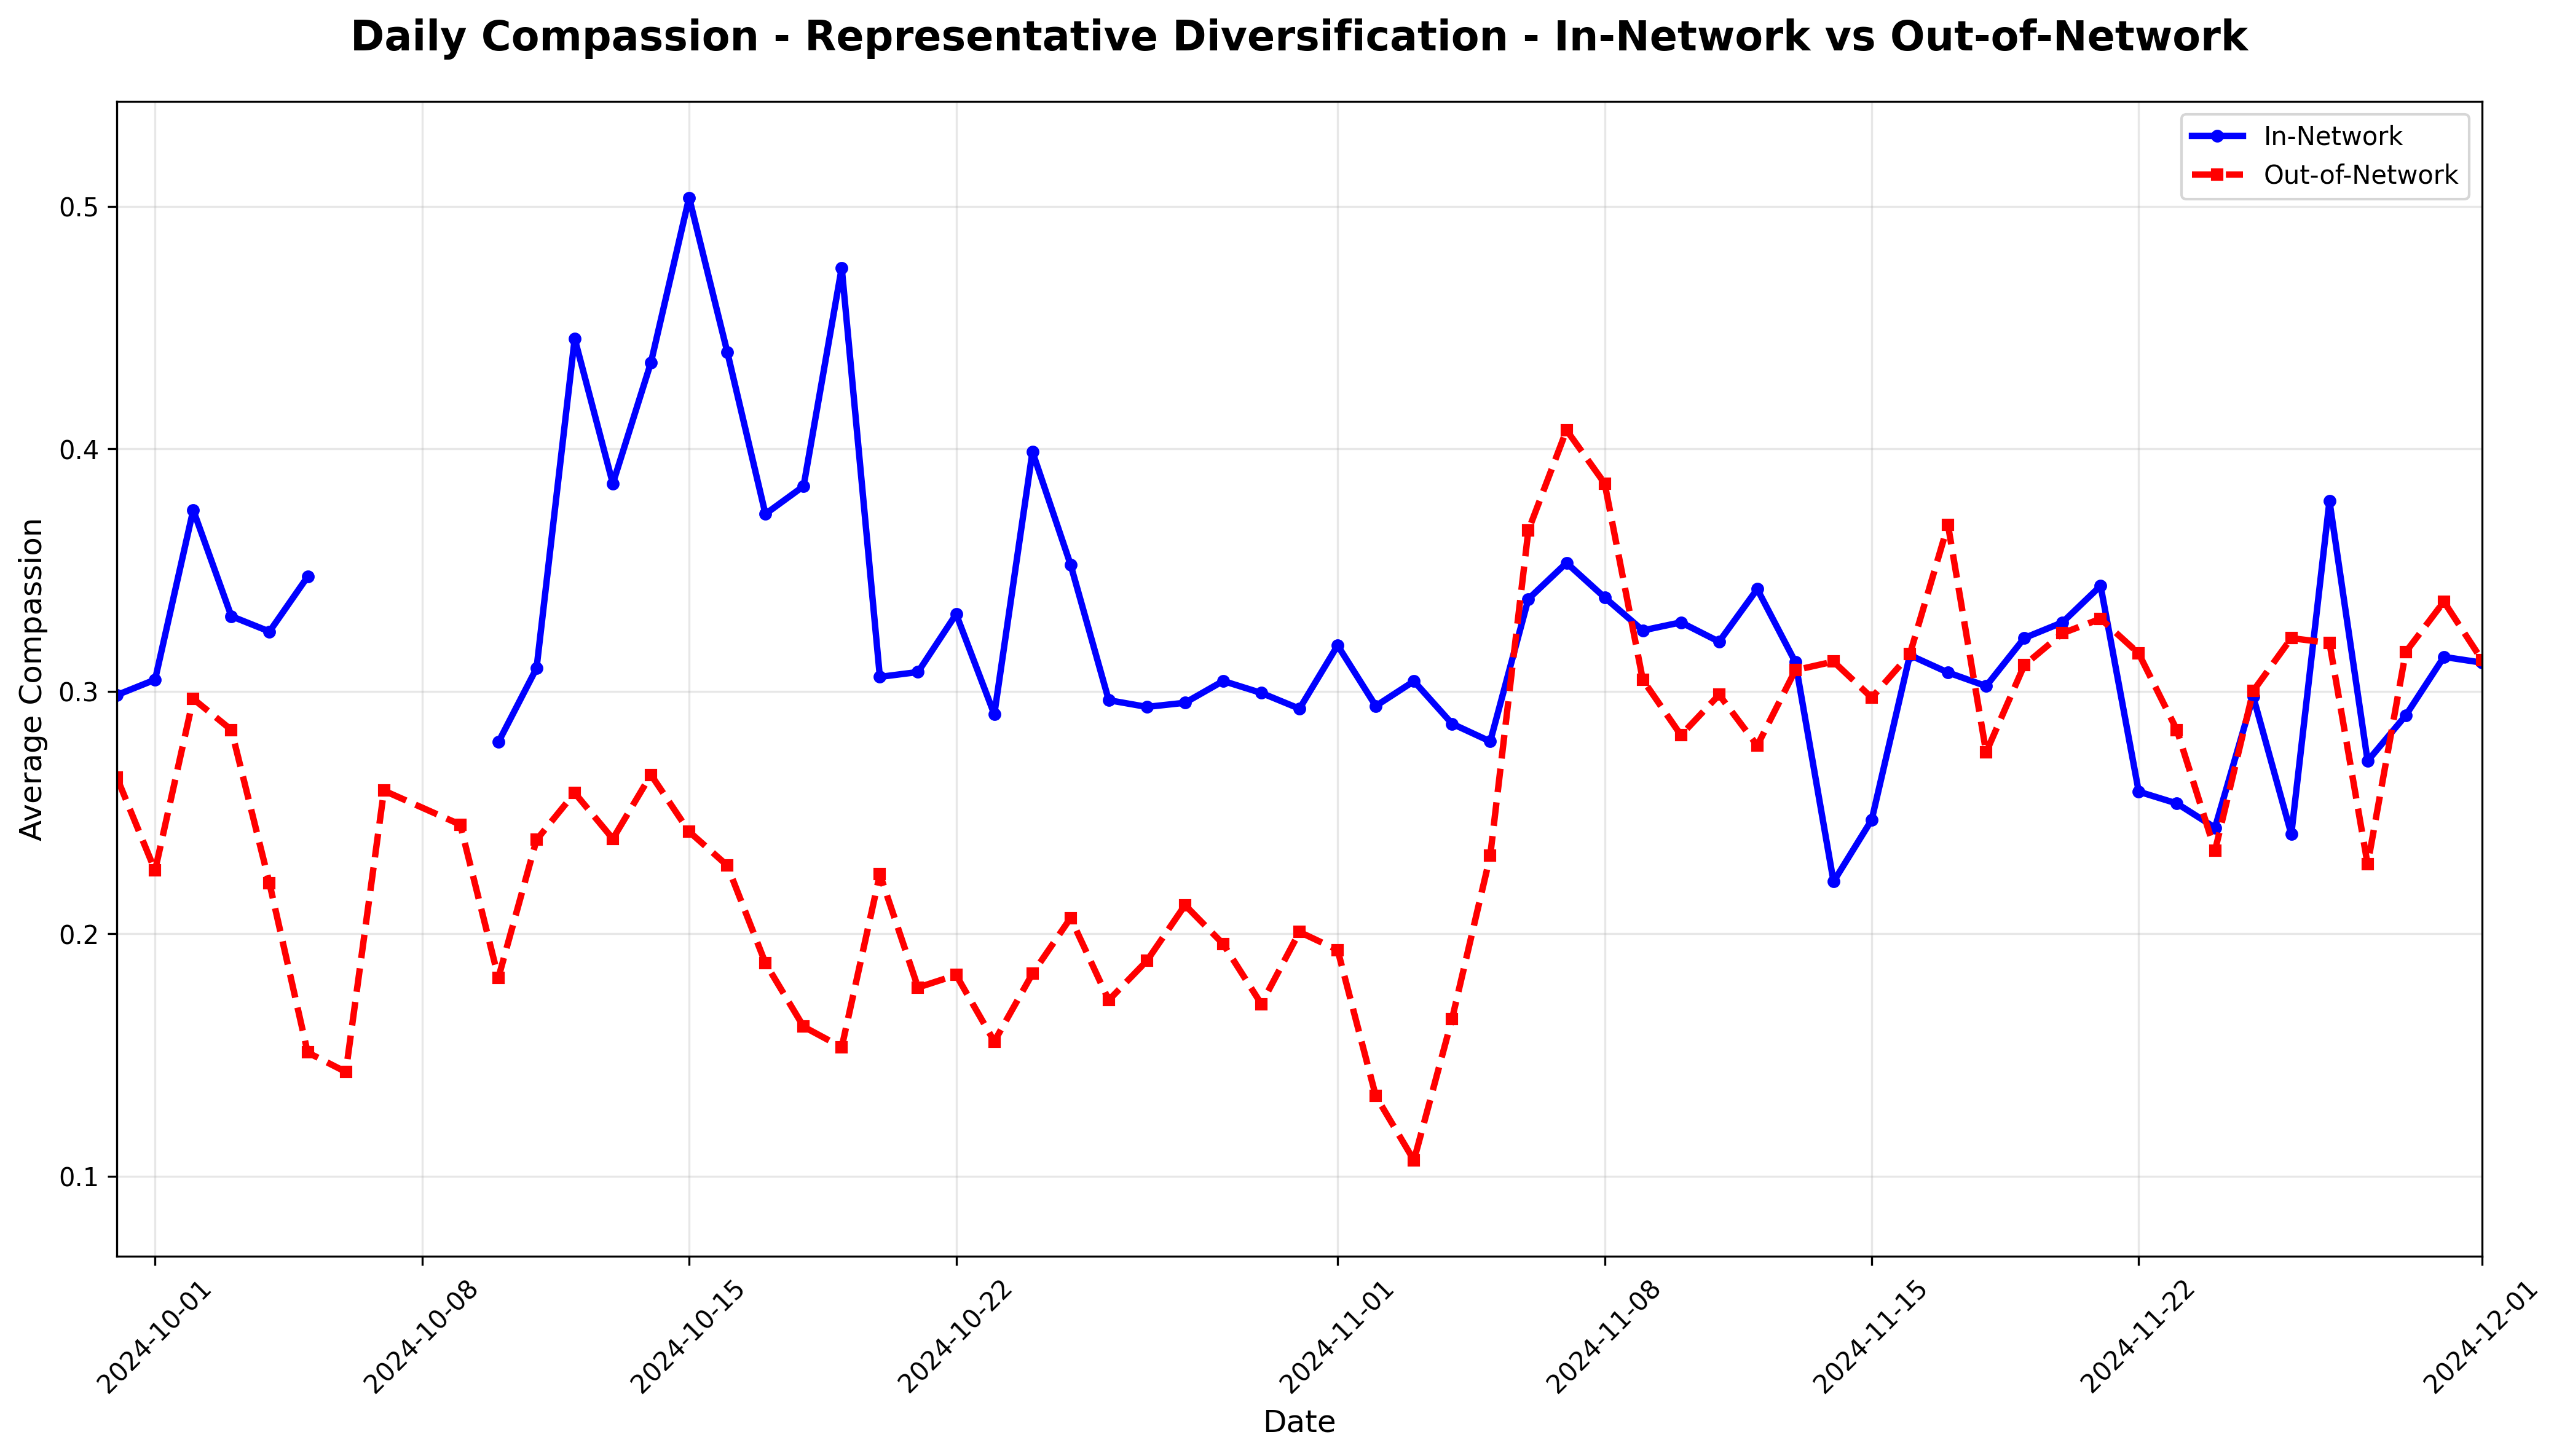 Daily Compassion - Representative Diversification - In-Network vs Out-of-Network
In-Network
Out-of-Network
Average Compassion
0.5
0.4
0.3
0.2
0.1
2024-10-01
2024-10-08
2024-10-15
2024-10-22
2024-11-01
2024-11-08
2024-11-15
2024-11-22
2024-12-01
Date